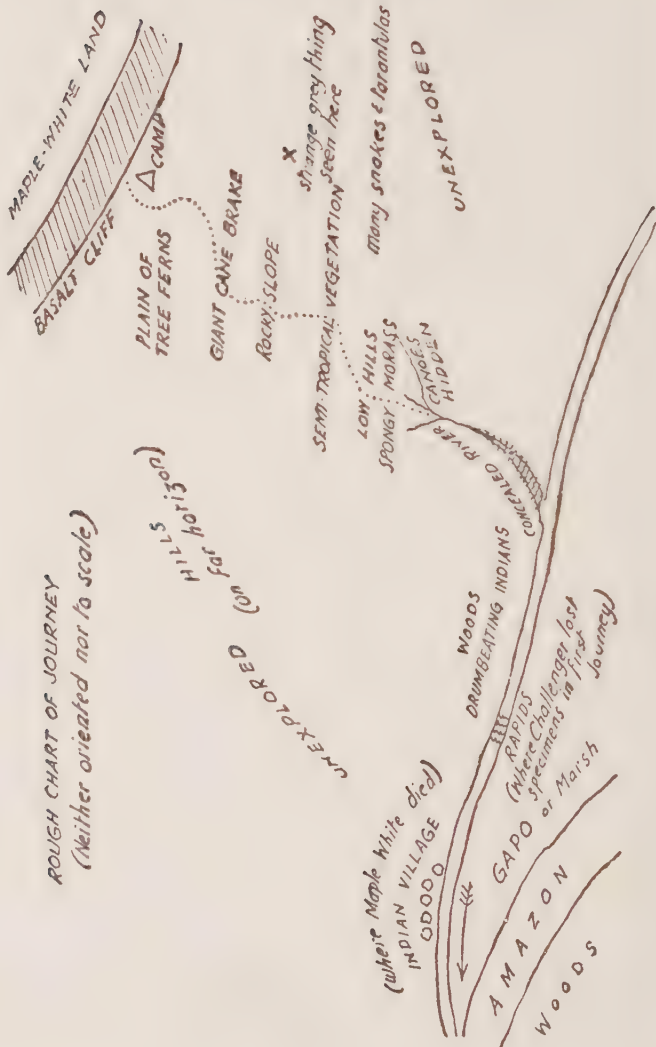 ROUGH CHART OF JOURNEY
(Neither oriented nor to scale)
MAPLE-WHITE LAND
BASALT CLIFF
CAMP
PLAIN OF
TREE FERNS
GIANT CANE BRAKE
ROCKY SLOPE
SEMI-TROPICAL VEGETATION
X
strange grey thing
seen here
many snakes & tarantulas
UNEXPLORED
LOW-HILLS
SPONGY MORASS
CANOES
HIDDEN
CONCEALED RIVER
HILLS
(on far horizon)
UNEXPLORED
WOODS
DRUMBEATING INDIANS
RAPIDS
(Where Challenger lost
specimens in first
Journey)
(where Maple White died)
INDIAN VILLAGE
GAPO or Marsh
AMAZON
WOODS